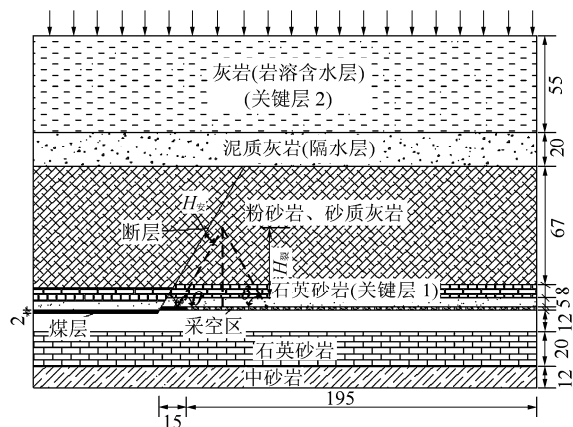 灰岩(岩溶含水层)
(关键层 2)
55
泥质灰岩(隔水层)
20
H安
断层
粉砂岩、砂质灰岩
67
H裂
石英砂岩(关键层 1)
8
5
θ
2
煤层
采空区
12
石英砂岩
20
中砂岩
12
15
195